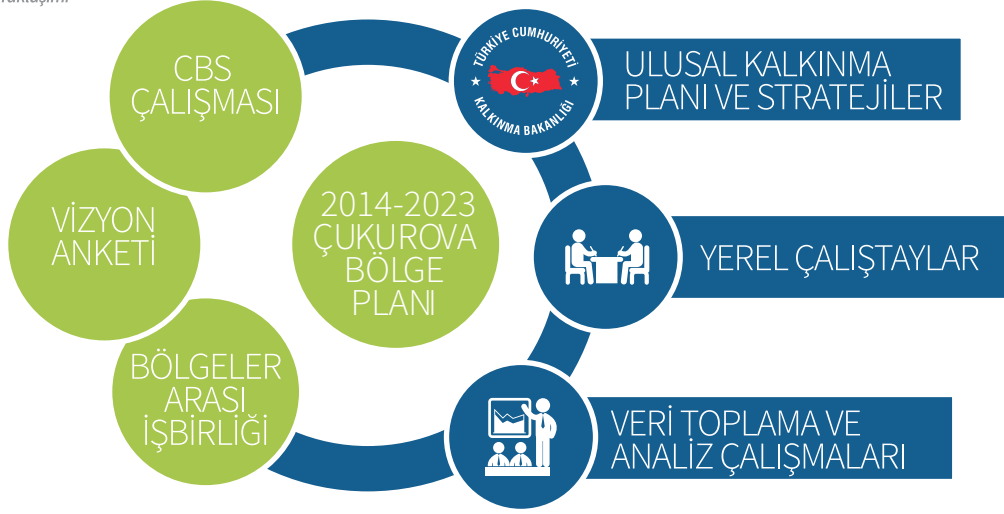 Yaklaşımı
CBS
ÇALIŞMASI
VİZYON
ANKETİ
BÖLGELER
ARASI
İŞBİRLİĞİ
2014-2023
ÇUKUROVA
BÖLGE
PLANI
TÜRKİYE CUMHURİYETİ
KALKINMA BAKANLIĞI
ULUSAL KALKINMA
PLANI VE STRATEJİLER
YEREL ÇALIŞTAYLAR
VERİ TOPLAMA VE
ANALİZ ÇALIŞMALARI